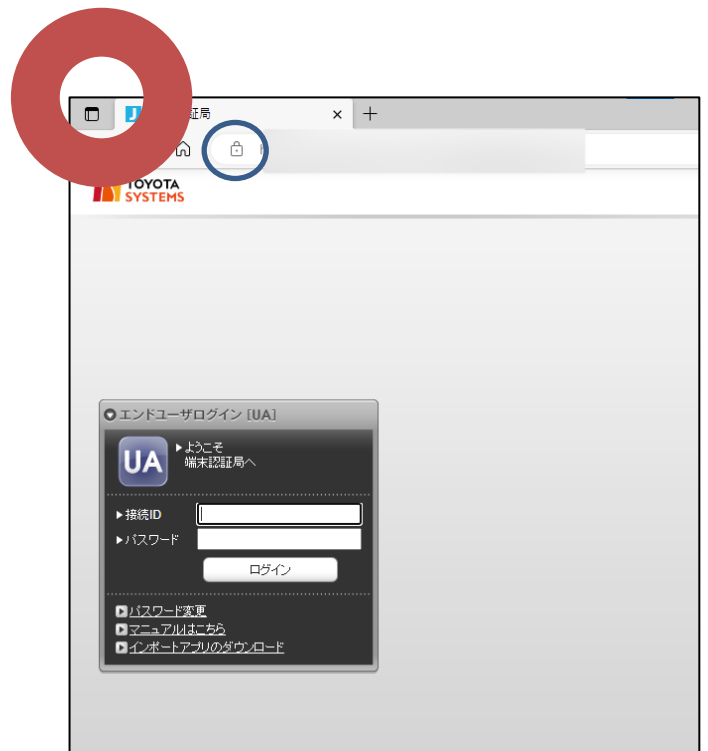 証局
TOYOTA
SYSTEMS
エンドユーザログイン [UA]
UA
ようこそ
端末認証局へ
接続ID
パスワード
ログイン
パスワード変更
マニュアルはこちら
インポートアプリのダウンロード